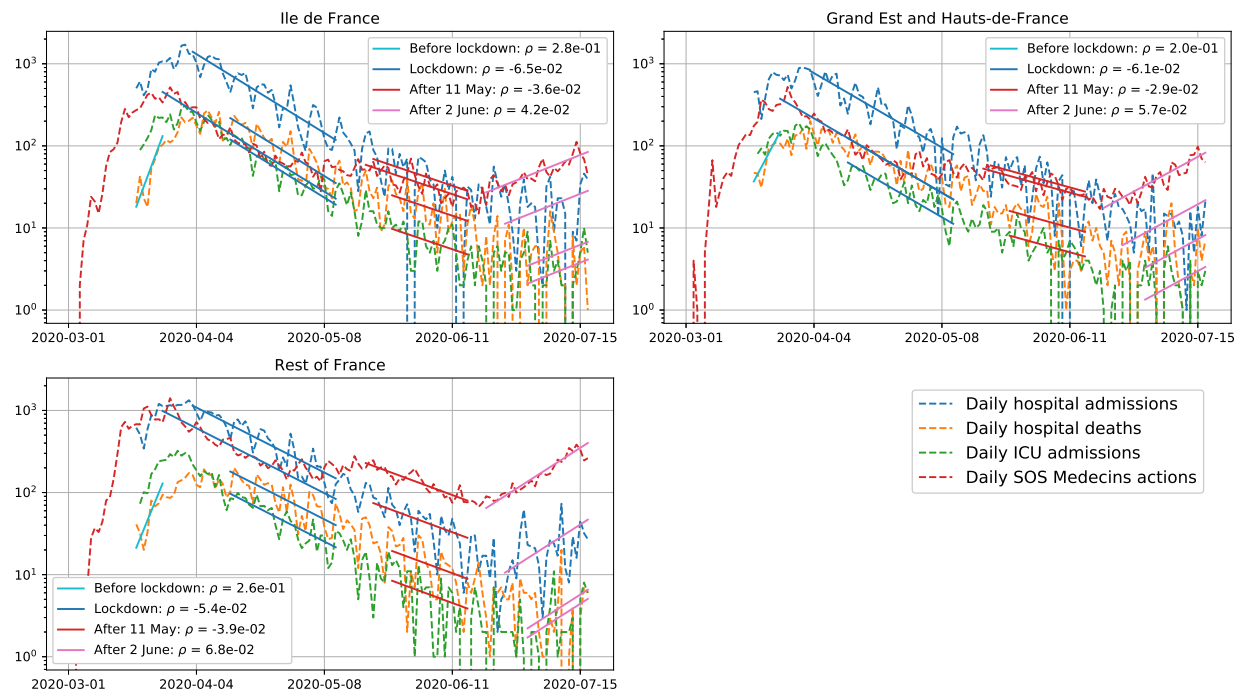 Ile de France
10³
10²
10¹
10⁰
Before lockdown: ρ = 2.8e-01
Lockdown: ρ = -6.5e-02
After 11 May: ρ = -3.6e-02
After 2 June: ρ = 4.2e-02
2020-03-01 2020-04-04 2020-05-08 2020-06-11 2020-07-15
Grand Est and Hauts-de-France
10³
10²
10¹
10⁰
Before lockdown: ρ = 2.0e-01
Lockdown: ρ = -6.1e-02
After 11 May: ρ = -2.9e-02
After 2 June: ρ = 5.7e-02
2020-03-01 2020-04-04 2020-05-08 2020-06-11 2020-07-15
Rest of France
10³
10²
10¹
10⁰
Before lockdown: ρ = 2.6e-01
Lockdown: ρ = -5.4e-02
After 11 May: ρ = -3.9e-02
After 2 June: ρ = 6.8e-02
2020-03-01 2020-04-04 2020-05-08 2020-06-11 2020-07-15
Daily hospital admissions
Daily hospital deaths
Daily ICU admissions
Daily SOS Medecins actions